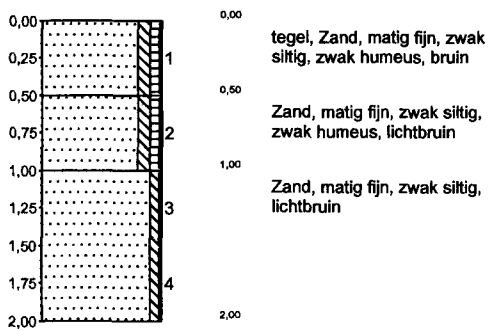 0,00
0,25
0,50
0,75
1,00
1,25
1,50
1,75
2,00
1
2
3
4
0,00
0,50
1,00
2,00
tegel, Zand, matig fijn, zwak
siltig, zwak humeus, bruin
Zand, matig fijn, zwak siltig,
zwak humeus, lichtbruin
Zand, matig fijn, zwak siltig,
lichtbruin